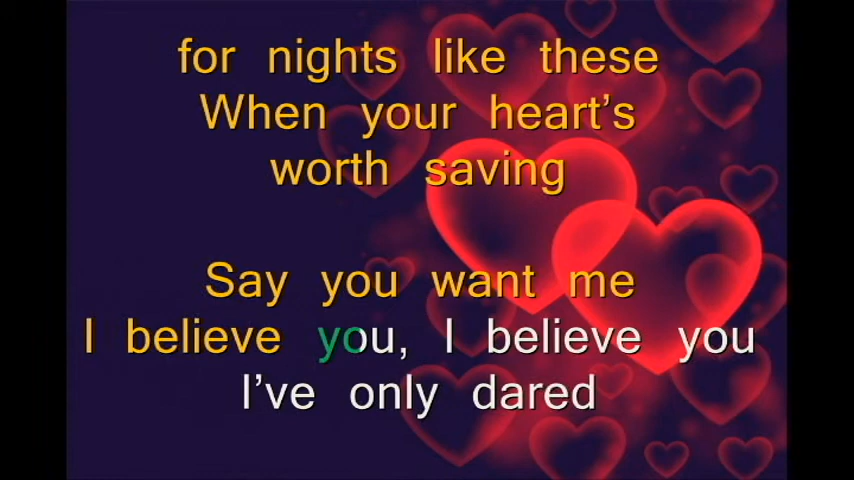 for nights like these
When your heart’s
worth saving
Say you want me
I believe you, I believe you
I’ve only dared